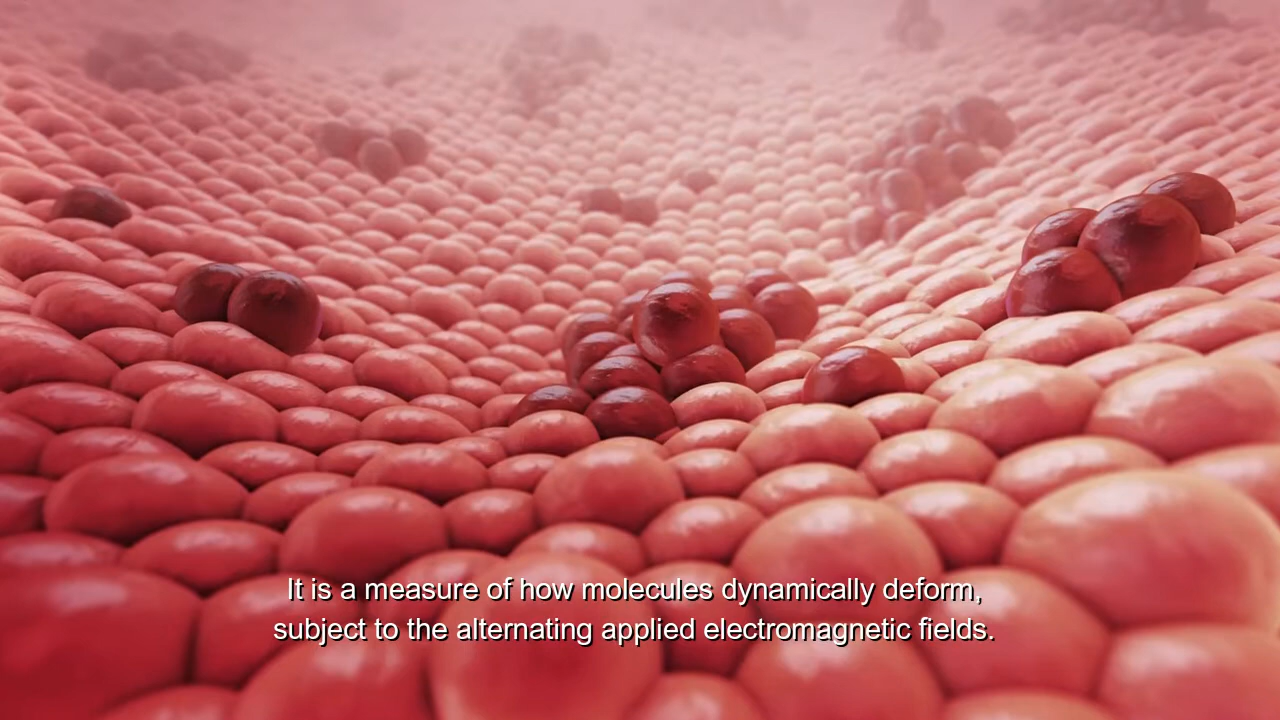 It is a measure of how molecules dynamically deform,
subject to the alternating applied electromagnetic fields.